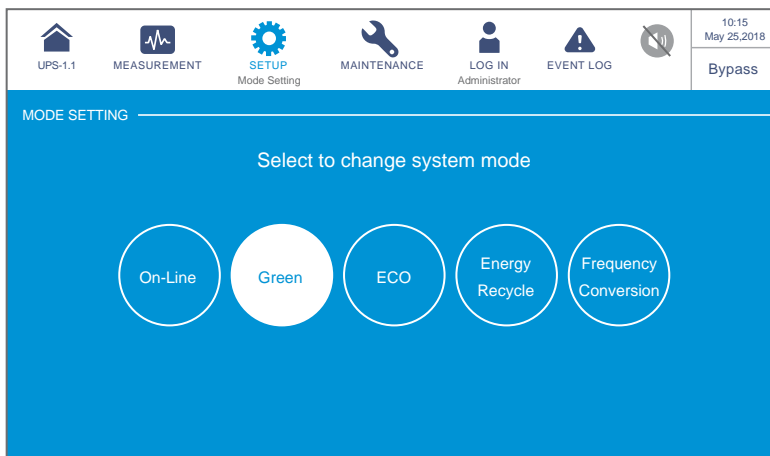 10:15
May 25,2018
Bypass
UPS-1.1
MEASUREMENT
SETUP
Mode Setting
MAINTENANCE
LOG IN
Administrator
EVENT LOG
MODE SETTING
Select to change system mode
On-Line
Green
ECO
Energy
Recycle
Frequency
Conversion